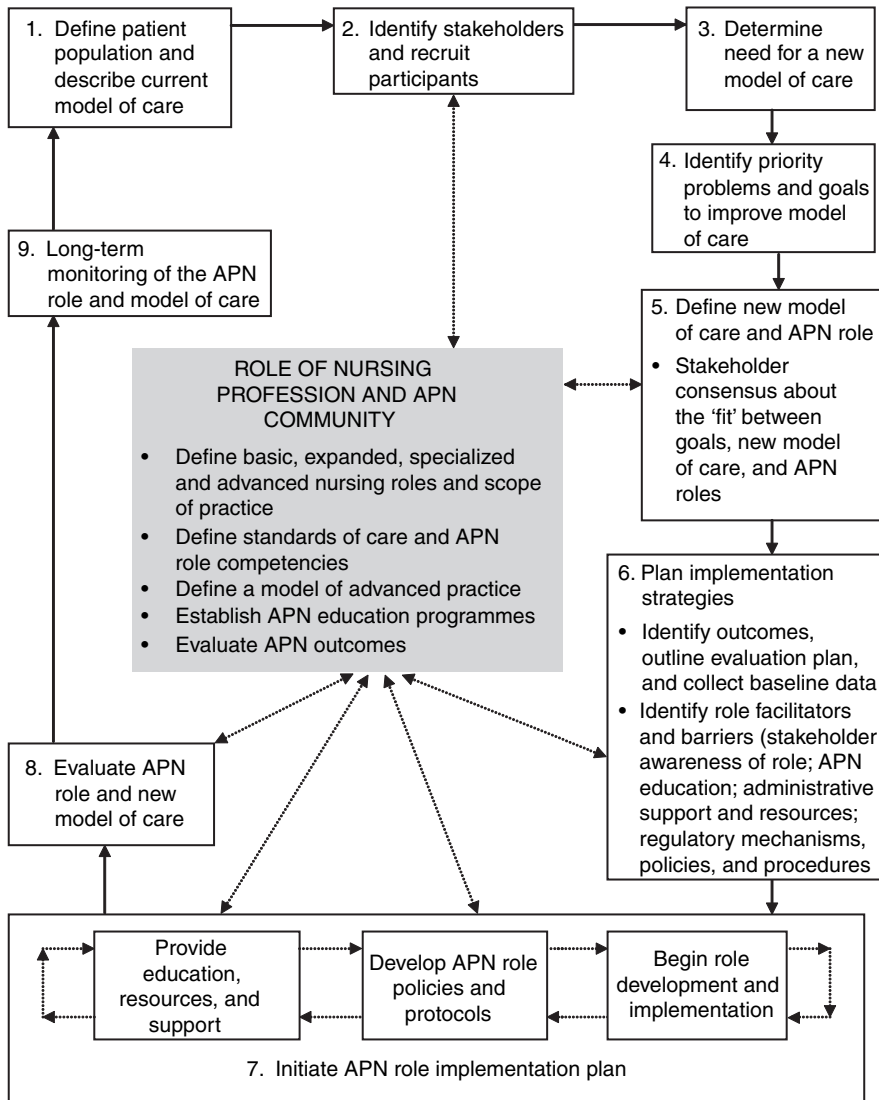 1. Define patient
population and
describe current
model of care
2. Identify stakeholders
and recruit
participants
3. Determine
need for a new
model of care
4. Identify priority
problems and goals
to improve model
of care
5. Define new model
of care and APN role
• Stakeholder
consensus about
the ‘fit’ between
goals, new model
of care, and APN
roles
6. Plan implementation
strategies
• Identify outcomes,
outline evaluation plan,
and collect baseline data
• Identify role facilitators
and barriers (stakeholder
awareness of role; APN
education; administrative
support and resources;
regulatory mechanisms,
policies, and procedures
Provide
education,
resources, and
support
Develop APN role
policies and
protocols
Begin role
development and
implementation
7. Initiate APN role implementation plan
8. Evaluate APN
role and new
model of care
9. Long-term
monitoring of the APN
role and model of care
ROLE OF NURSING
PROFESSION AND APN
COMMUNITY
• Define basic, expanded, specialized
and advanced nursing roles and scope
of practice
• Define standards of care and APN
role competencies
• Define a model of advanced practice
• Establish APN education programmes
• Evaluate APN outcomes